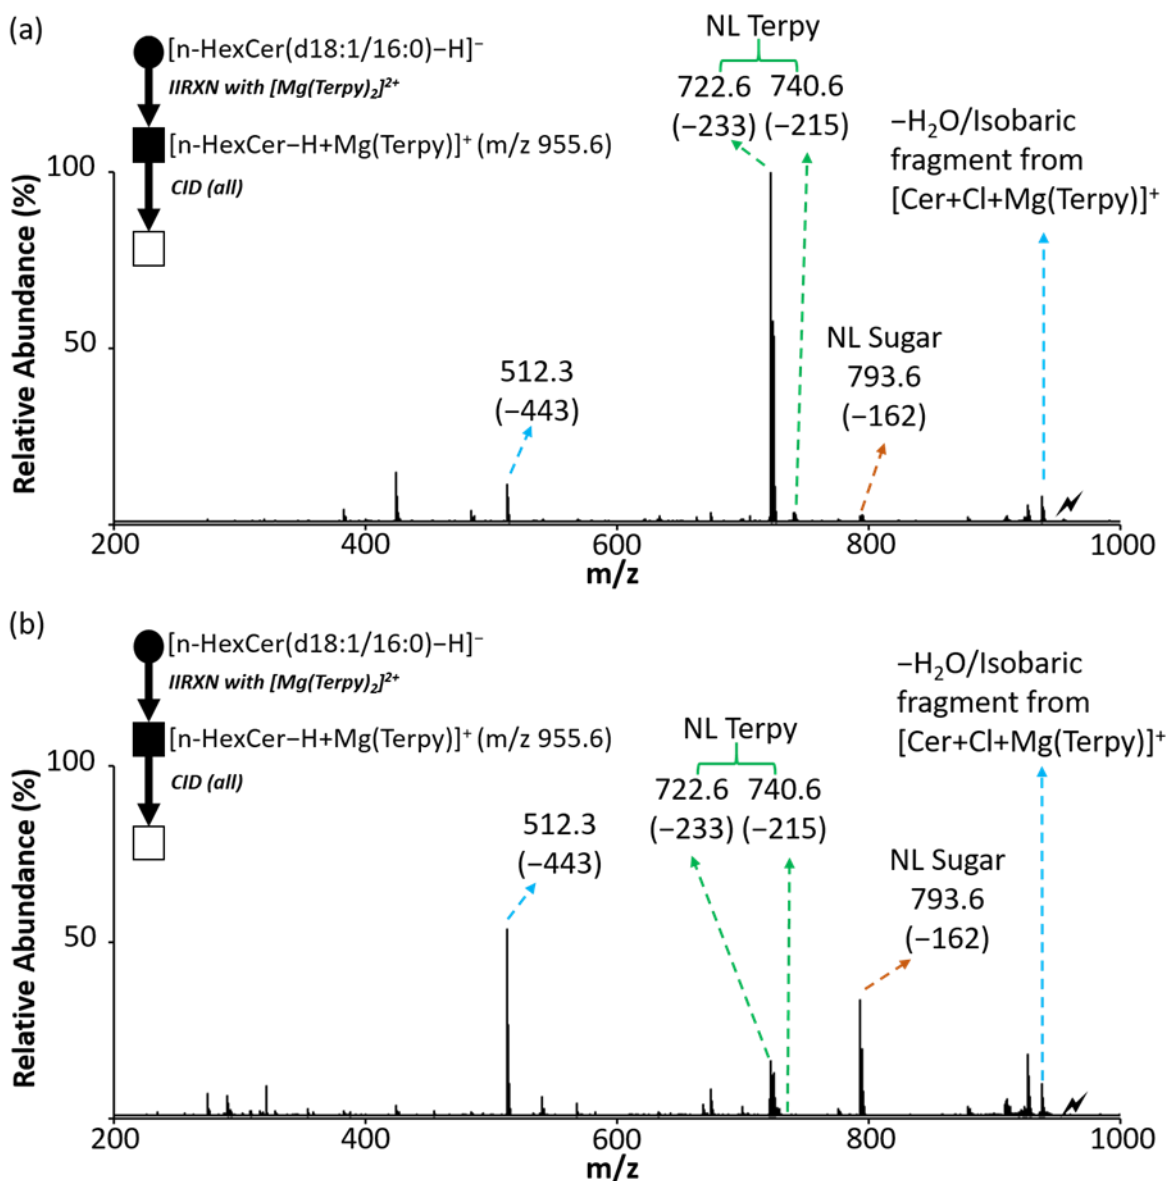 (a)
[n-HexCer(d18:1/16:0)−H]⁻
IIRXN with [Mg(Terpy)₂]²⁺
[n-HexCer−H+Mg(Terpy)]⁺ (m/z 955.6)
CID (all)
NL Terpy
722.6 740.6
(−233) (−215)
−H₂O/Isobaric
fragment from
[Cer+Cl+Mg(Terpy)]⁺
NL Sugar
793.6
(−162)
512.3
(−443)
Relative Abundance (%)
100
50
200 400 600 800 1000
m/z
(b)
[n-HexCer(d18:1/16:0)−H]⁻
IIRXN with [Mg(Terpy)₂]²⁺
[n-HexCer−H+Mg(Terpy)]⁺ (m/z 955.6)
CID (all)
−H₂O/Isobaric
fragment from
[Cer+Cl+Mg(Terpy)]⁺
NL Terpy
722.6 740.6
(−233) (−215)
512.3
(−443)
NL Sugar
793.6
(−162)
Relative Abundance (%)
100
50
200 400 600 800 1000
m/z